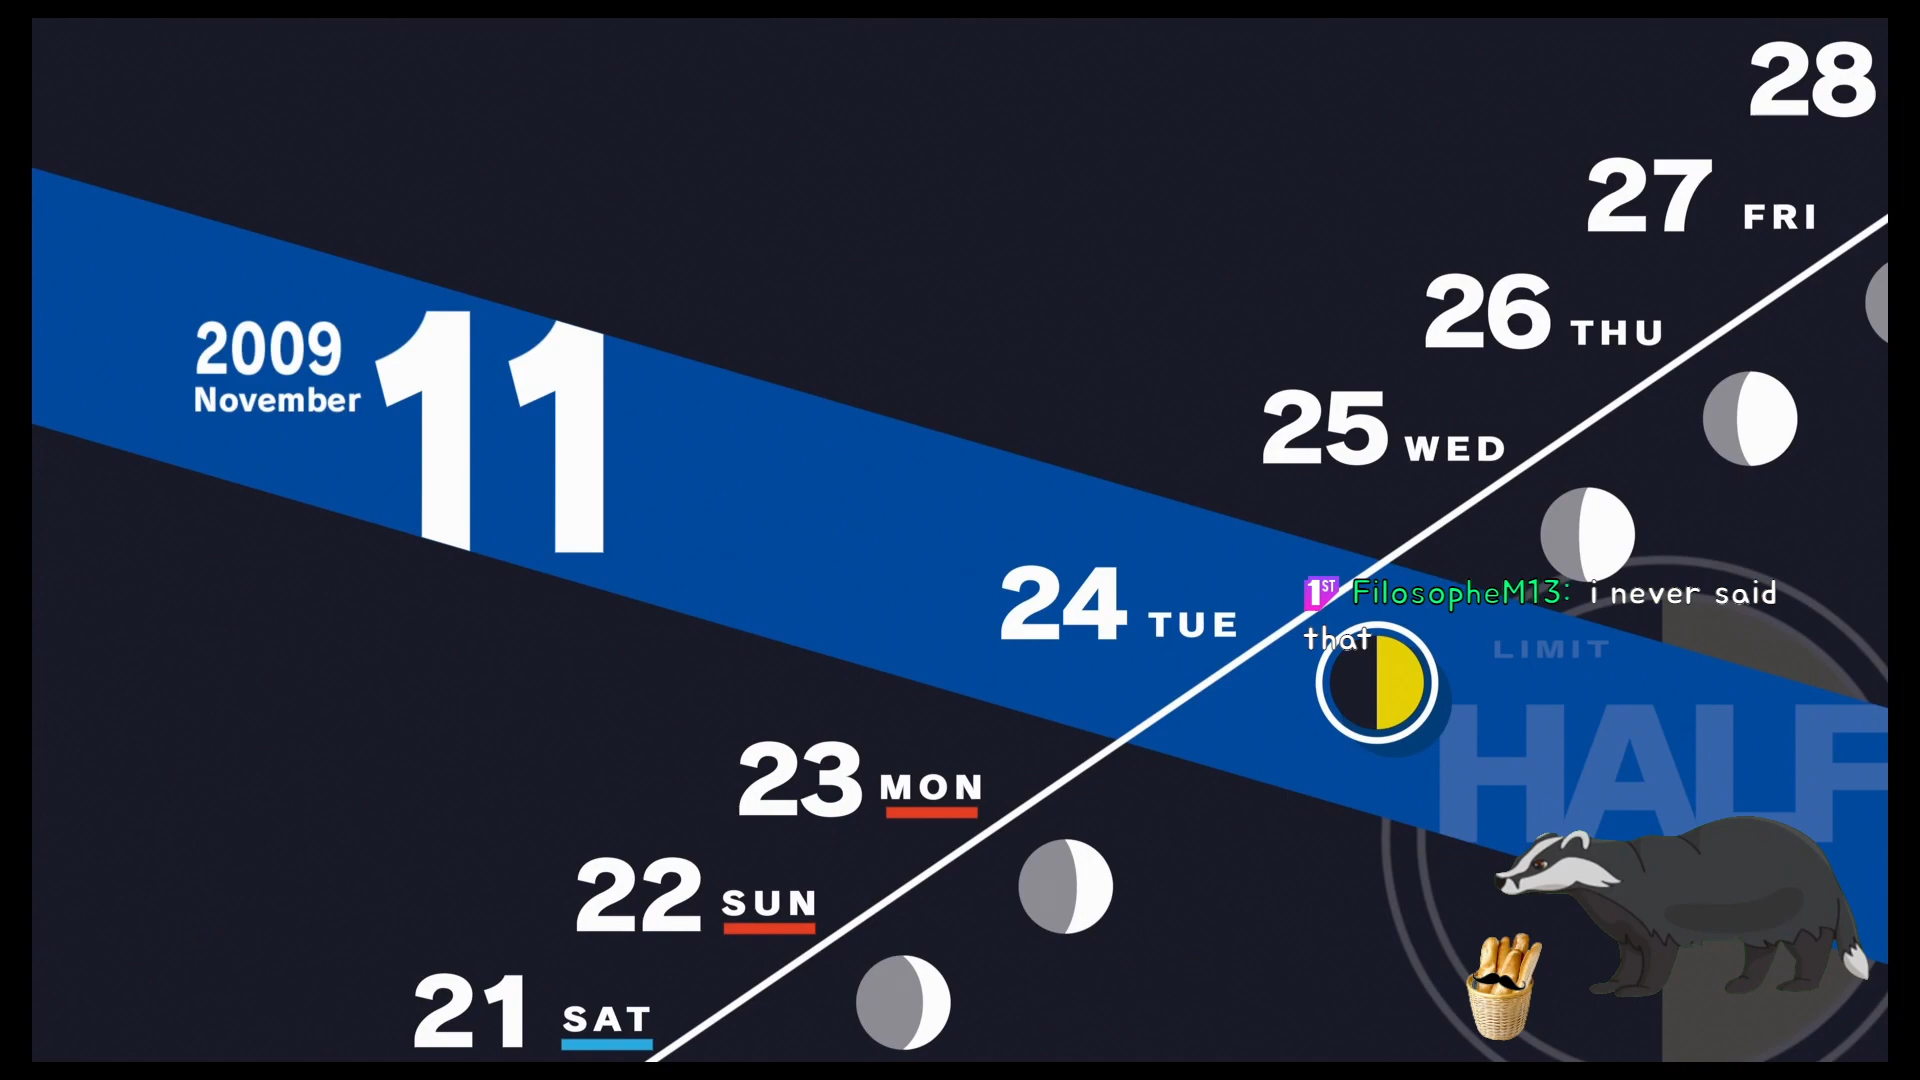 28
27 FRI
26 THU
2009
November
11
25 WED
24 TUE
1ST FilosopheM13: i never said
that
LIMIT
HALF
23 MON
22 SUN
21 SAT